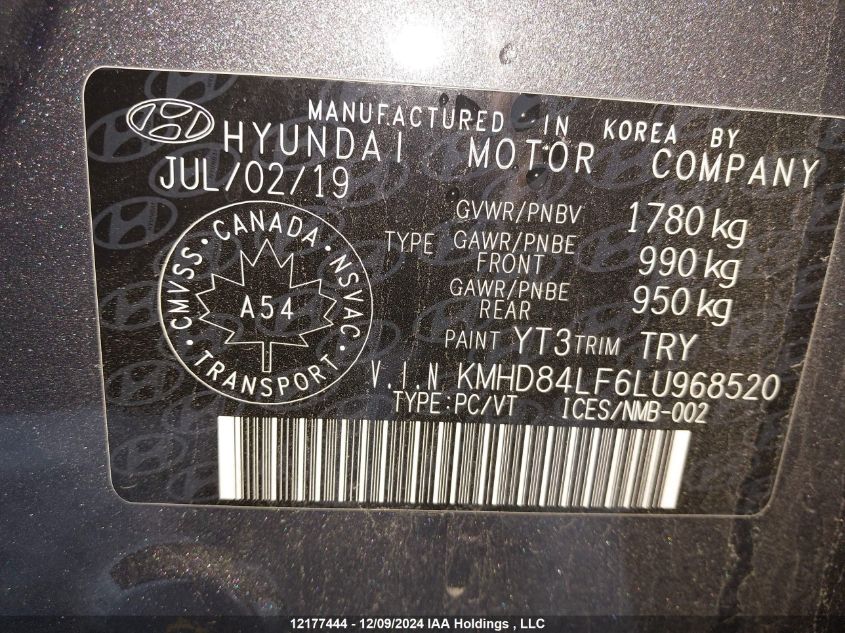 MANUFACTURED IN KOREA BY
HYUNDAI MOTOR COMPANY
JUL/02/19
GVWR/PNBV 1780 kg
TYPE GAWR/PNBE FRONT 990 kg
GAWR/PNBE REAR 950 kg
CMVSS • CANADA • NSVAC • TRANSPORT •
A54
PAINT YT3 TRIM TRY
V.I.N KMHD84LF6LU968520
TYPE:PC/VT ICES/NMB-002
12177444 - 12/09/2024 IAA Holdings , LLC